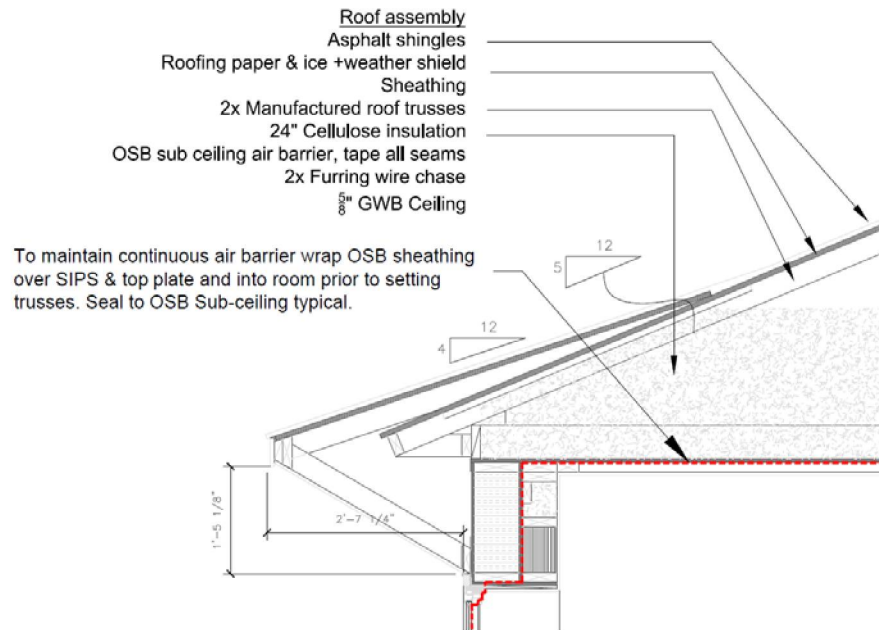 Roof assembly
Asphalt shingles
Roofing paper & ice +weather shield
Sheathing
2x Manufactured roof trusses
24" Cellulose insulation
OSB sub ceiling air barrier, tape all seams
2x Furring wire chase
5/8" GWB Ceiling
To maintain continuous air barrier wrap OSB sheathing
over SIPS & top plate and into room prior to setting
trusses. Seal to OSB Sub-ceiling typical.
12
5
12
4
2'-7 1/4"
1'-5 1/8"